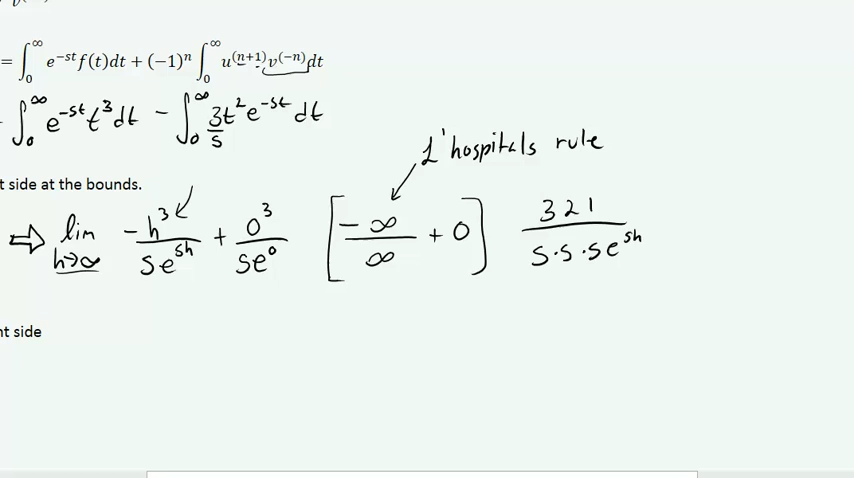 = ∫₀^∞ e^{-st} f(t)dt + (−1)ⁿ ∫₀^∞ u^{(n+1)} v^{(−n)} dt
∫₀^∞ e^{-st} t³ dt − ∫₀^∞ 3t²/s e^{-st} dt
L'hospitals rule
t side at the bounds.
⇒ lim h→∞ -h³/se^{sh} + 0³/se⁰ [-∞/∞ + 0] 3 2 1/s·s·se^{sh}
nt side